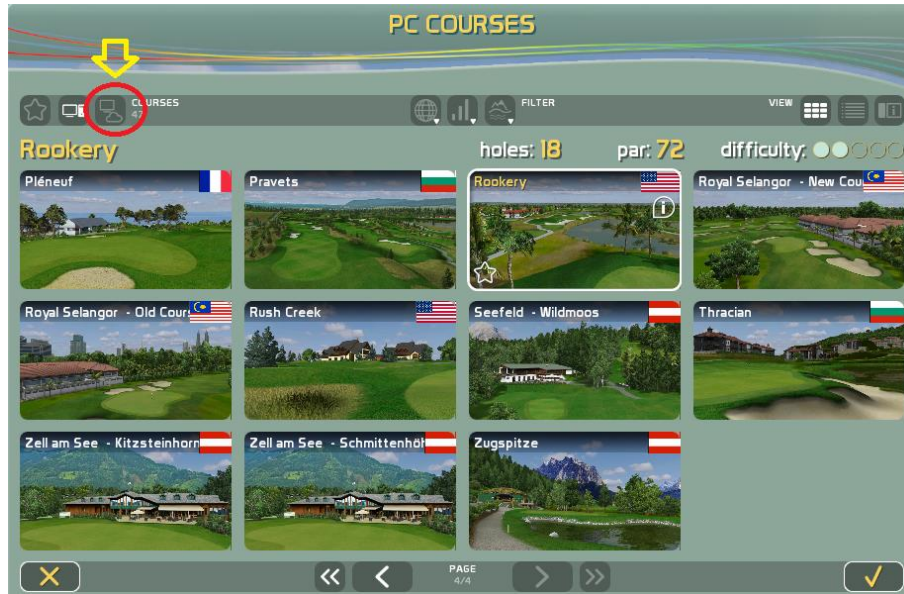 PC COURSES
COURSES
FILTER
VIEW
Rookery
holes: 18
par: 72
difficulty:
Pléneuf
Pravets
Rookery
Royal Selangor - New Cou
Royal Selangor - Old Cour
Rush Creek
Seefeld - Wildmoos
Thracian
Zell am See - Kitzsteinhorn
Zell am See - Schmittenhöh
Zugspitze
PAGE
4/4